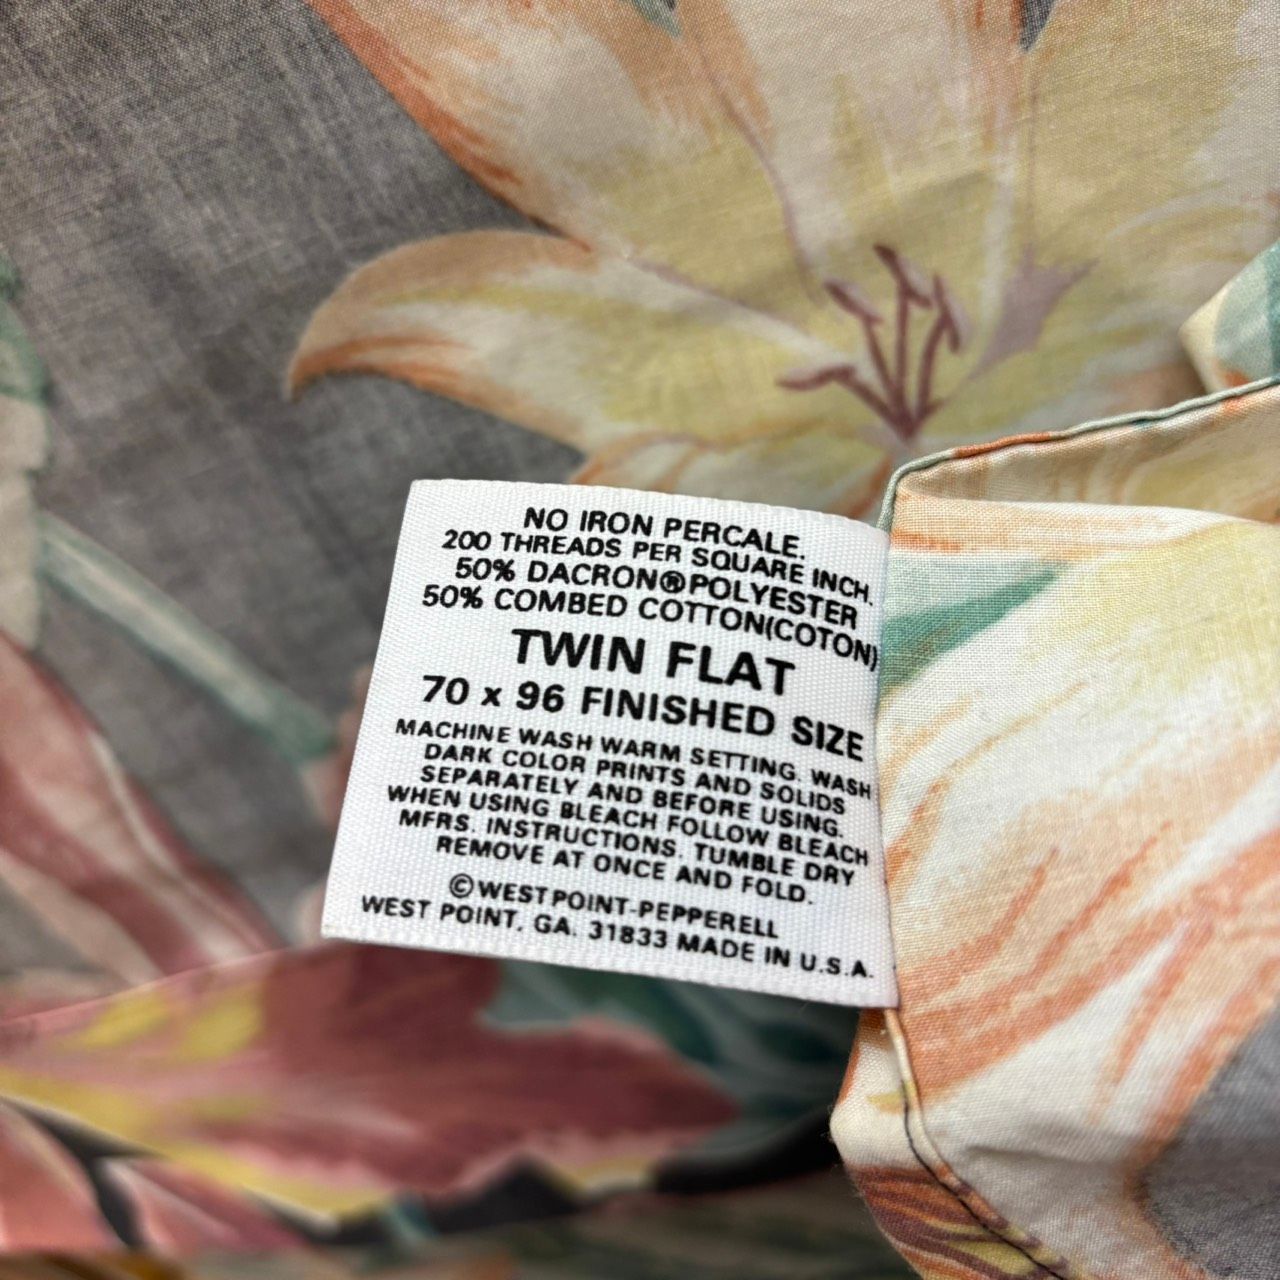 NO IRON PERCALE.
200 THREADS PER SQUARE INCH.
50% DACRON® POLYESTER
50% COMBED COTTON(COTON)
TWIN FLAT
70 x 96 FINISHED SIZE
MACHINE WASH WARM SETTING. WASH
DARK COLOR PRINTS AND SOLIDS
SEPARATELY AND BEFORE USING.
WHEN USING BLEACH FOLLOW BLEACH
MFRS. INSTRUCTIONS. TUMBLE DRY
REMOVE AT ONCE AND FOLD.
©WESTPOINT-PEPPERELL
WEST POINT, GA. 31833 MADE IN U.S.A.